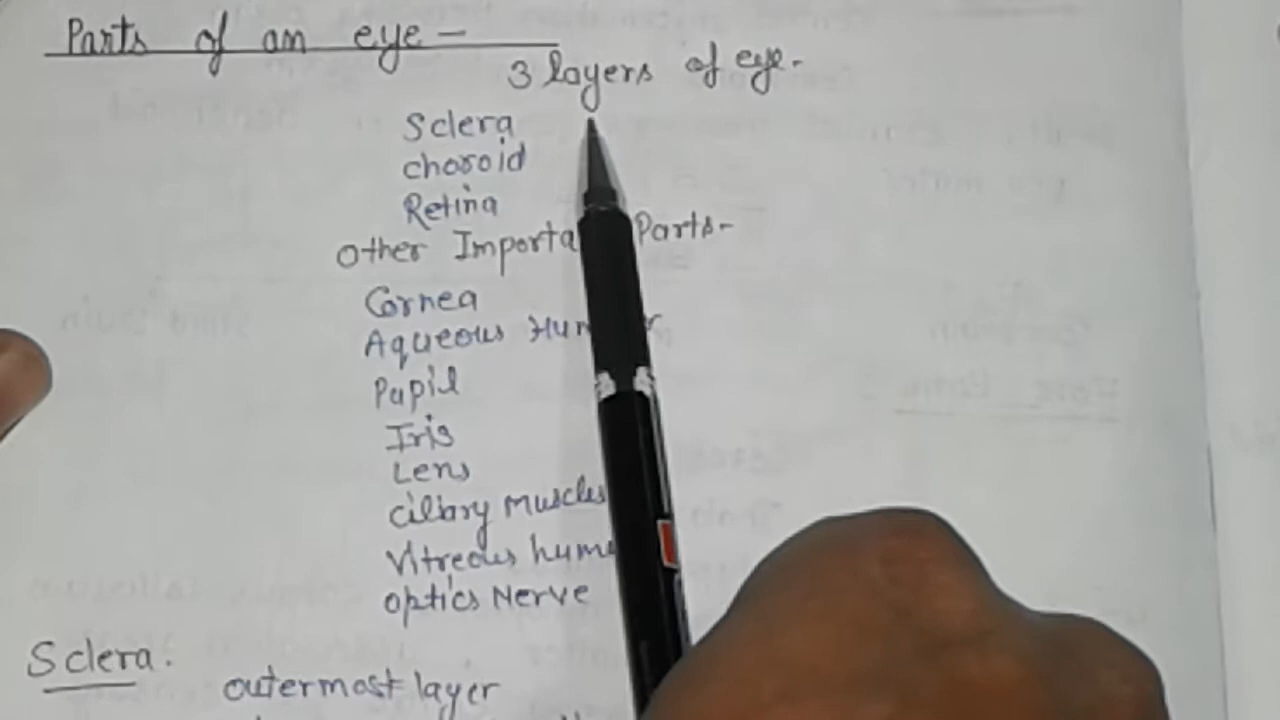 Parts of an eye -
3 layers of eye.
Sclera
choroid
Retina
Other Importa Parts-
Cornea
Aqueous Hum r
Pupil
Iris
Lens
Ciliary Muscles
Vitreous hum
optics Nerve
Sclera.
outermost layer